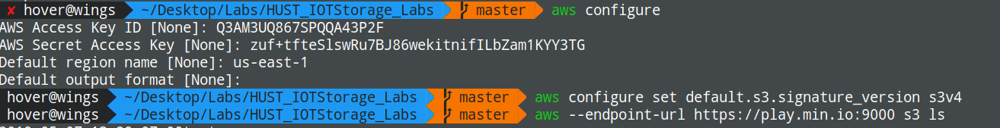 ✘ hover@wings ~/Desktop/Labs/HUST_IOTStorage_Labs master aws configure
AWS Access Key ID [None]: Q3AM3UQ867SPQQA43P2F
AWS Secret Access Key [None]: zuf+tfteSlswRu7BJ86wekitnifILbZam1KYY3TG
Default region name [None]: us-east-1
Default output format [None]:
hover@wings ~/Desktop/Labs/HUST_IOTStorage_Labs master aws configure set default.s3.signature_version s3v4
hover@wings ~/Desktop/Labs/HUST_IOTStorage_Labs master aws --endpoint-url https://play.min.io:9000 s3 ls